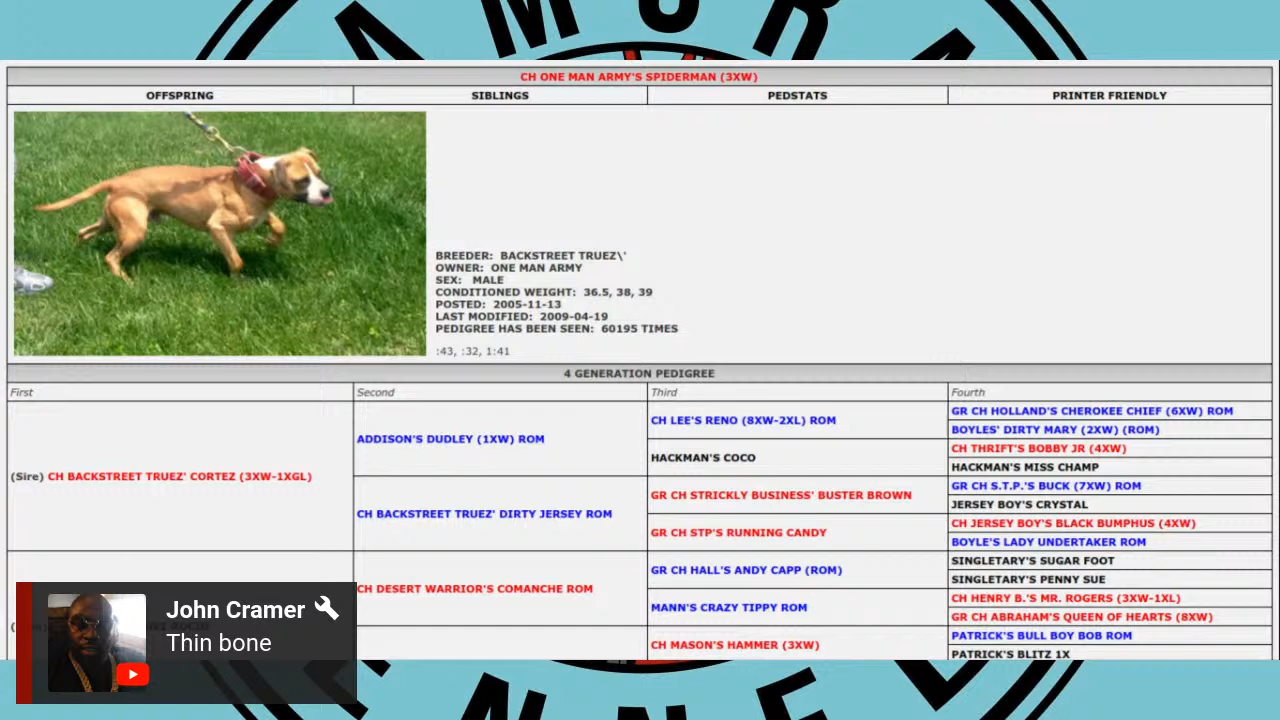 AMURA
CH ONE MAN ARMY'S SPIDERMAN (3XW)
OFFSPRING SIBLINGS PEDSTATS PRINTER FRIENDLY
BREEDER: BACKSTREET TRUEZ\'
OWNER: ONE MAN ARMY
SEX: MALE
CONDITIONED WEIGHT: 36.5, 38, 39
POSTED: 2005-11-13
LAST MODIFIED: 2009-04-19
PEDIGREE HAS BEEN SEEN: 60195 TIMES
:43, :32, 1:41
4 GENERATION PEDIGREE
First Second Third Fourth
(Sire) CH BACKSTREET TRUEZ' CORTEZ (3XW-1XGL)
ADDISON'S DUDLEY (1XW) ROM
CH BACKSTREET TRUEZ' DIRTY JERSEY ROM
CH DESERT WARRIOR'S COMANCHE ROM
CH LEE'S RENO (8XW-2XL) ROM
HACKMAN'S COCO
GR CH STRICKLY BUSINESS' BUSTER BROWN
GR CH STP'S RUNNING CANDY
GR CH HALL'S ANDY CAPP (ROM)
MANN'S CRAZY TIPPY ROM
CH MASON'S HAMMER (3XW)
GR CH HOLLAND'S CHEROKEE CHIEF (6XW) ROM
BOYLES' DIRTY MARY (2XW) (ROM)
CH THRIFT'S BOBBY JR (4XW)
HACKMAN'S MISS CHAMP
GR CH S.T.P.'S BUCK (7XW) ROM
JERSEY BOY'S CRYSTAL
CH JERSEY BOY'S BLACK BUMPHUS (4XW)
BOYLE'S LADY UNDERTAKER ROM
SINGLETARY'S SUGAR FOOT
SINGLETARY'S PENNY SUE
CH HENRY B.'S MR. ROGERS (3XW-1XL)
GR CH ABRAHAM'S QUEEN OF HEARTS (8XW)
PATRICK'S BULL BOY BOB ROM
PATRICK'S BLITZ 1X
John Cramer
Thin bone